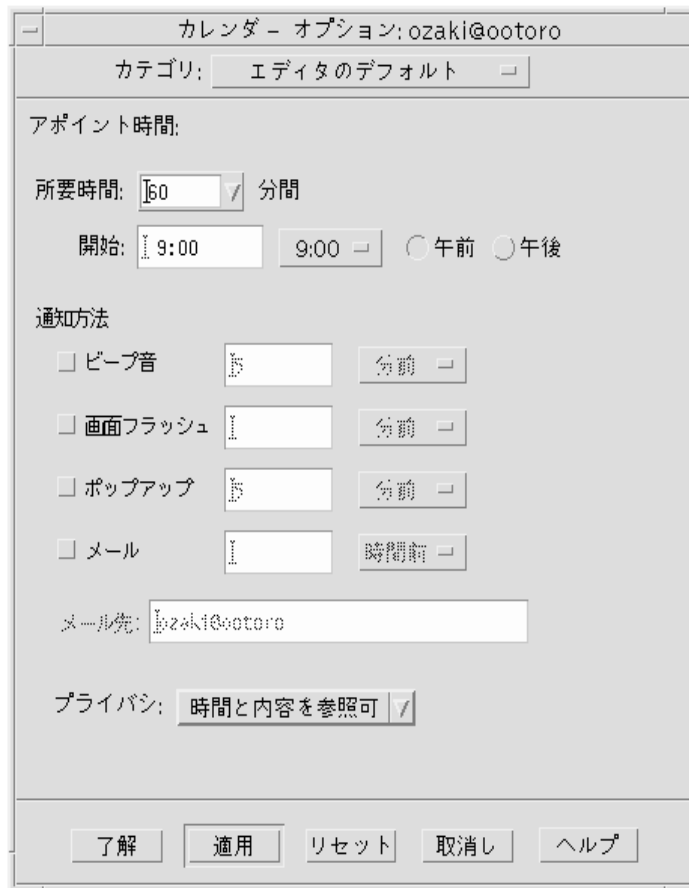 カレンダ – オプション: ozaki@ootoro
カテゴリ: エディタのデフォルト
アポイント時間:
所要時間: 60 分間
開始: 9:00 9:00 午前 午後
通知方法
ビープ音 5 分前
画面フラッシュ 分前
ポップアップ 5 分前
メール 時間前
メール先: ozaki@ootoro
プライバシ: 時間と内容を参照可
了解 適用 リセット 取消し ヘルプ